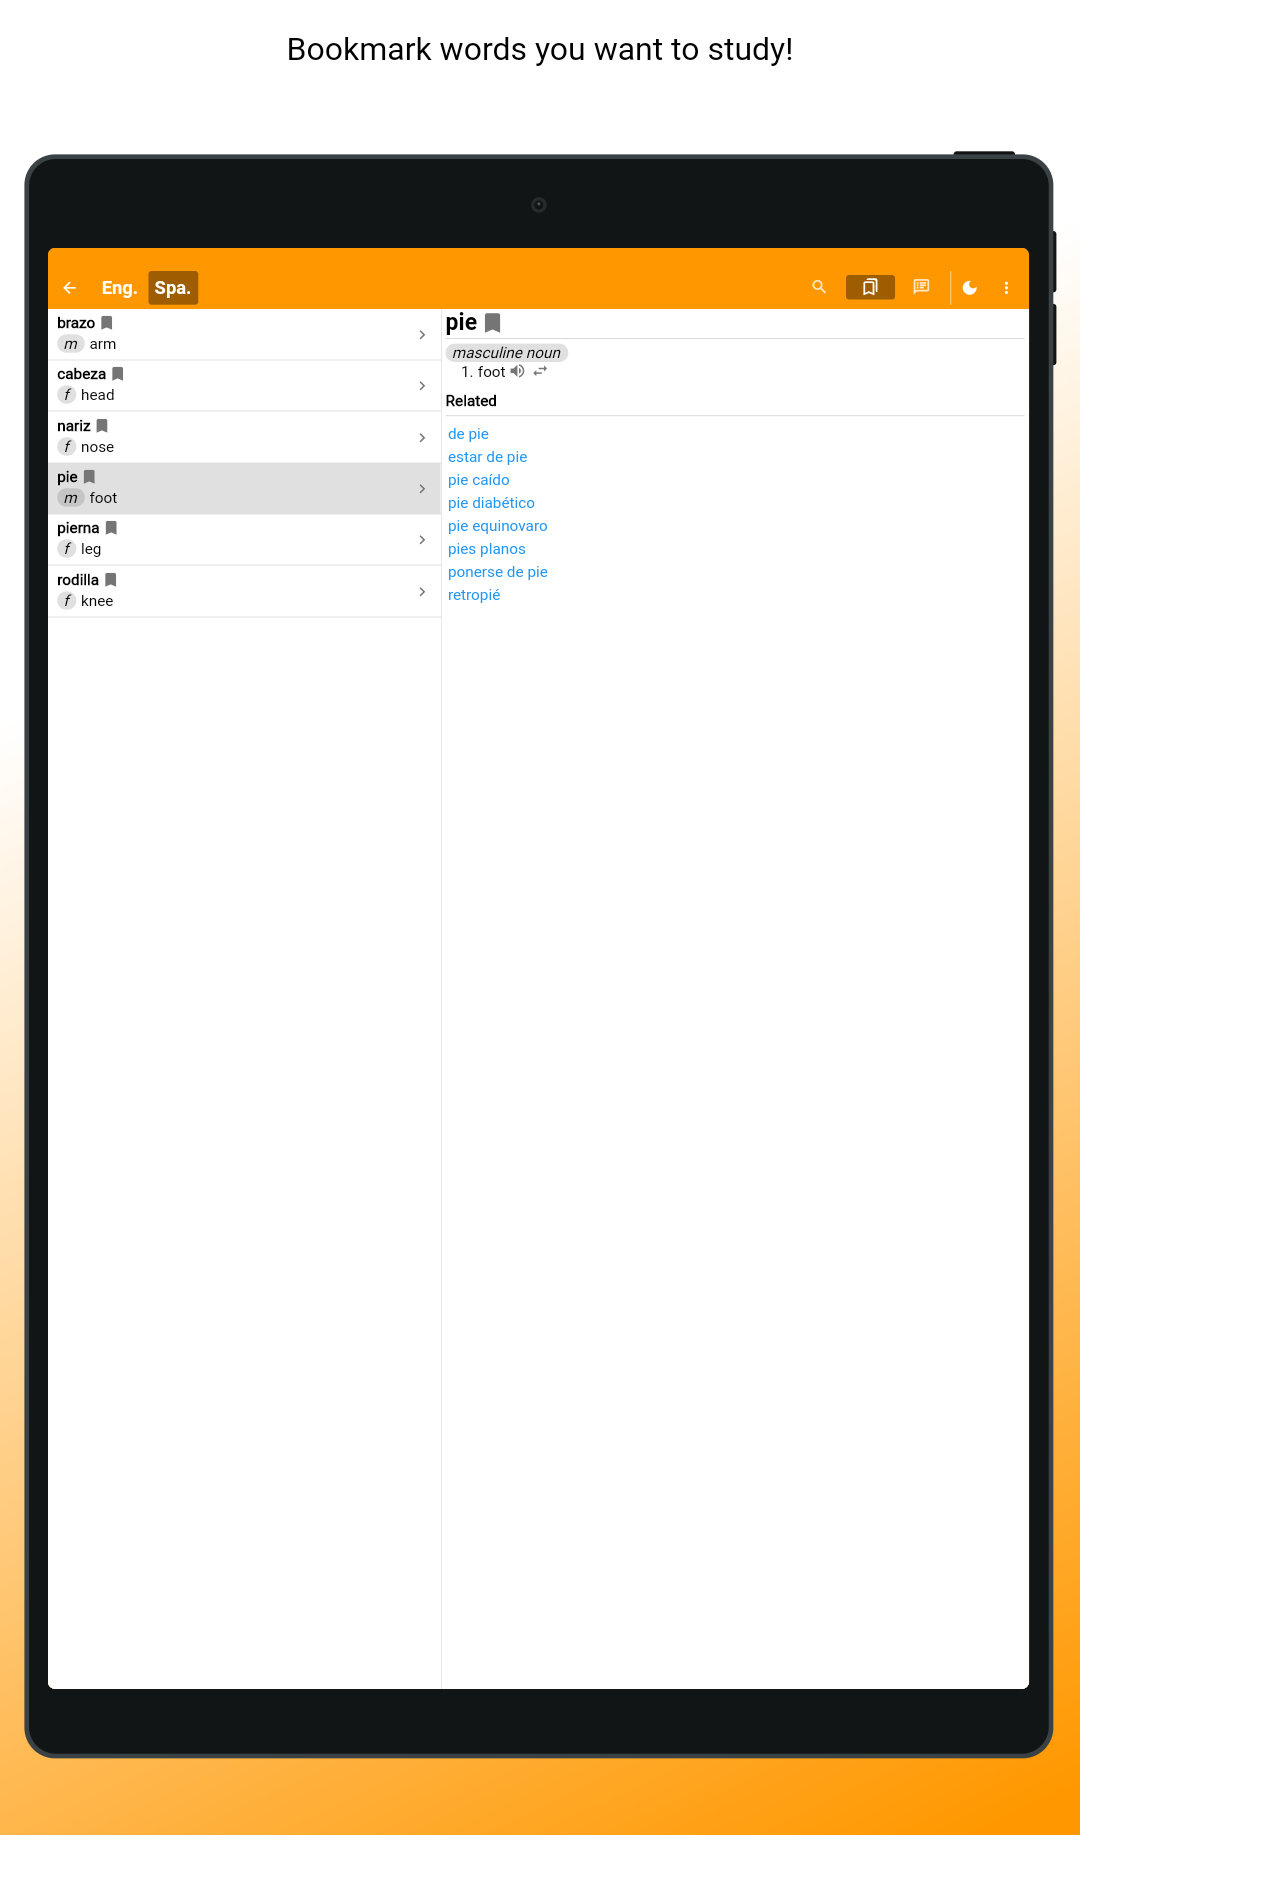 Bookmark words you want to study!
Eng. Spa.
brazo
m arm
cabeza
f head
nariz
f nose
pie
m foot
pierna
f leg
rodilla
f knee
pie
masculine noun
1. foot
Related
de pie
estar de pie
pie caído
pie diabético
pie equinovaro
pies planos
ponerse de pie
retropié